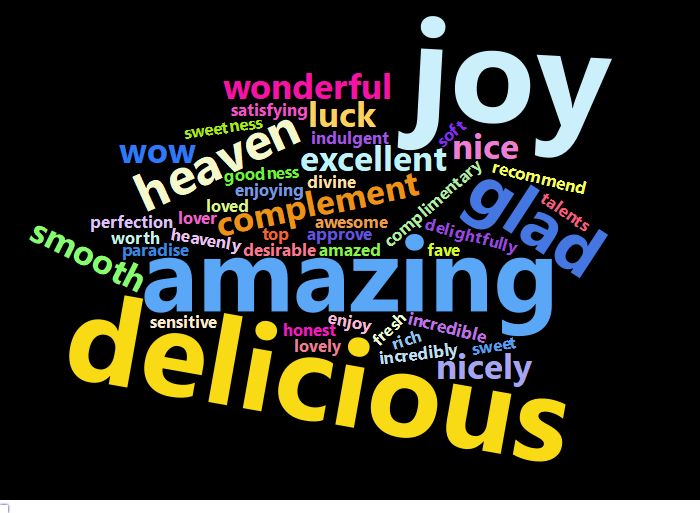 joy
wonderful
satisfying
luck
sweetness
heaven
indulgent
soft
wow
nice
excellent
goodness
recommend
divine
enjoying
complimentary
glad
loved
complement
talents
perfection
lover
awesome
delightfully
smooth
worth
heavenly
top
approve
paradise
desirable
amazed
fave
amazing
sensitive
honest
enjoy
fresh
incredible
lovely
rich
incredibly
sweet
nicely
delicious